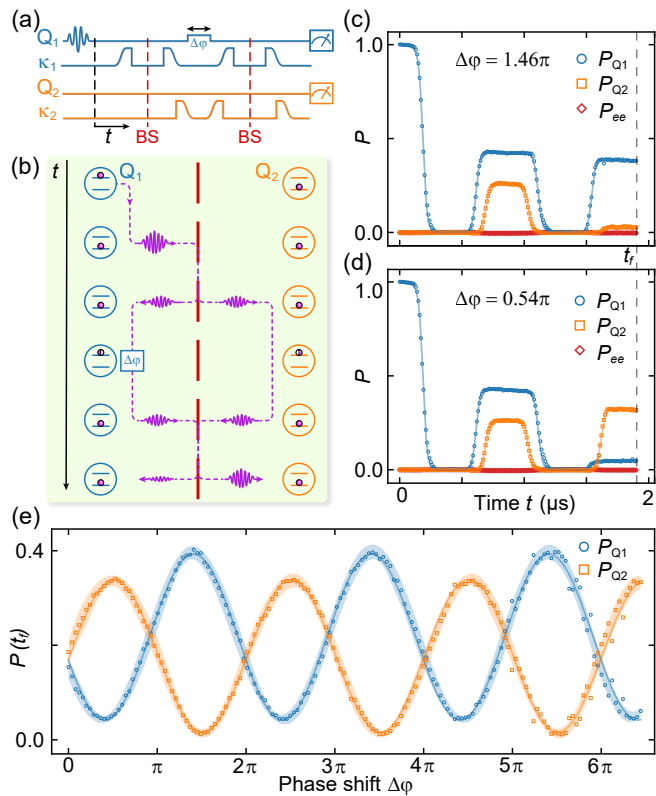 (a)
Q1
Δφ
κ1
Q2
κ2
t
BS
BS
(b)
t
Q1
Q2
Δφ
(c)
1.0
Δφ = 1.46π
PQ1
PQ2
Pee
P
0.0
tf
(d)
1.0
Δφ = 0.54π
PQ1
PQ2
Pee
P
0.0
0
1
2
Time t (μs)
(e)
0.4
PQ1
PQ2
P(tf)
0.0
0
π
2π
3π
4π
5π
6π
Phase shift Δφ